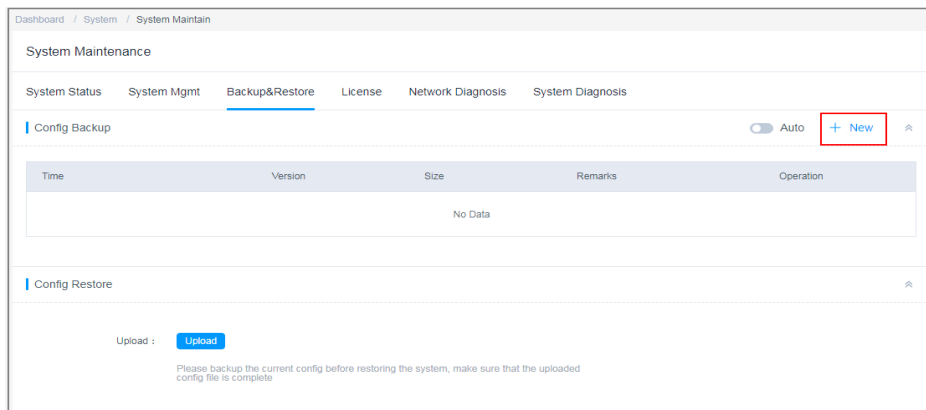 Dashboard / System / System Maintain
System Maintenance
System Status System Mgmt Backup&Restore License Network Diagnosis System Diagnosis
Config Backup Auto + New
Time Version Size Remarks Operation
No Data
Config Restore
Upload : Upload
Please backup the current config before restoring the system, make sure that the uploaded
config file is complete